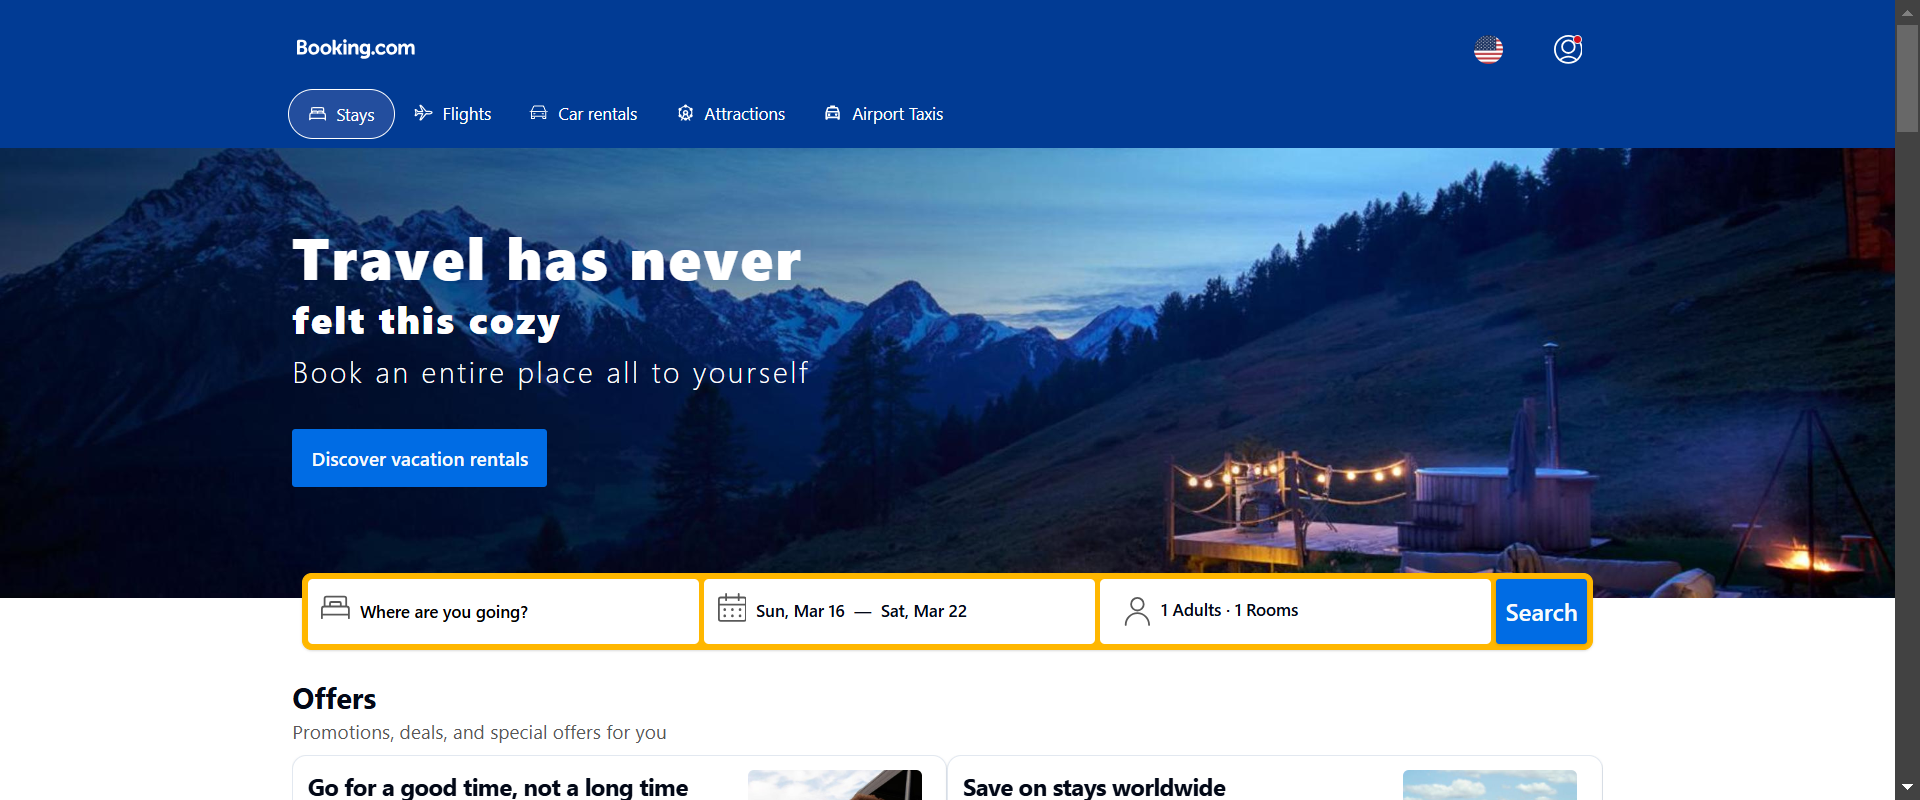 Booking.com
Stays
Flights
Car rentals
Attractions
Airport Taxis
Travel has never
felt this cozy
Book an entire place all to yourself
Discover vacation rentals
Where are you going?
Sun, Mar 16 — Sat, Mar 22
1 Adults · 1 Rooms
Search
Offers
Promotions, deals, and special offers for you
Go for a good time, not a long time
Save on stays worldwide